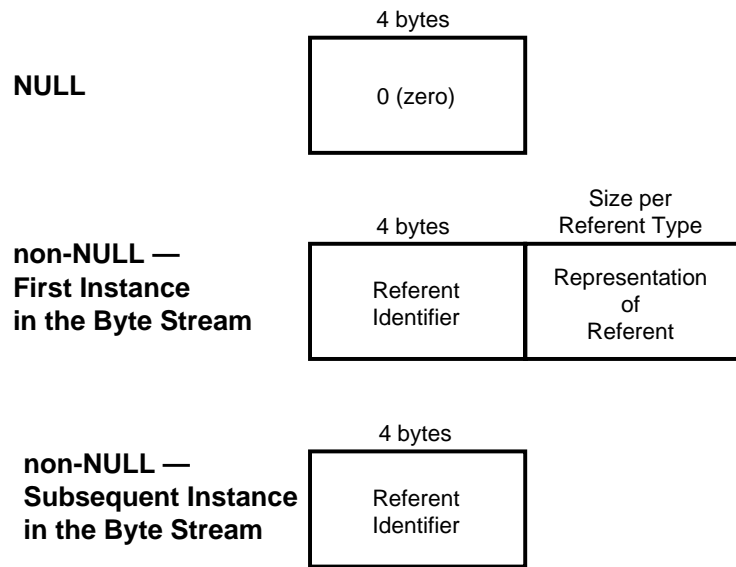 4 bytes
NULL
0 (zero)
Size per
Referent Type
4 bytes
non-NULL —
First Instance
in the Byte Stream
Referent
Identifier
Representation
of
Referent
4 bytes
non-NULL —
Subsequent Instance
in the Byte Stream
Referent
Identifier